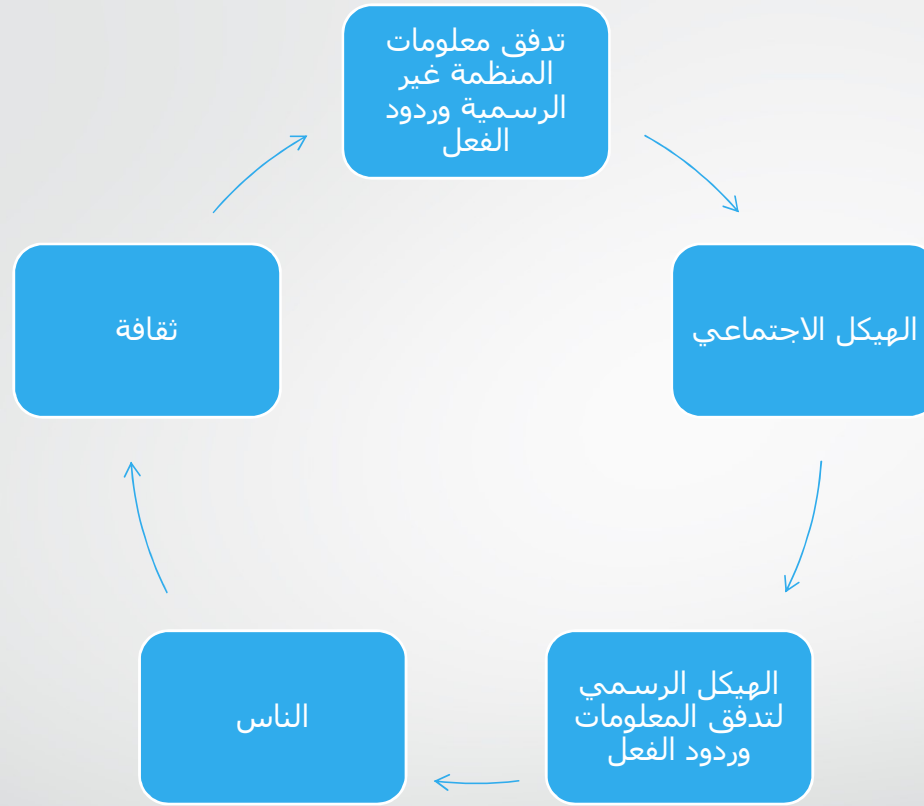 تدفق معلومات
المنظمة غير
الرسمية وردود
الفعل
الهيكل الاجتماعي
الهيكل الرسمي
لتدفق المعلومات
وردود الفعل
الناس
ثقافة